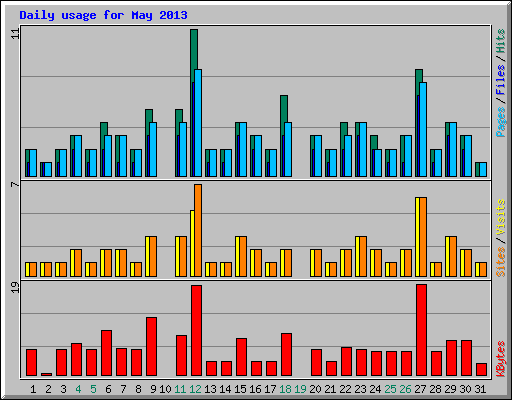 Daily usage for May 2013
11
Pages / Files / Hits
7
Sites / Visits
19
KBytes
1 2 3 4 5 6 7 8 9 10 11 12 13 14 15 16 17 18 19 20 21 22 23 24 25 26 27 28 29 30 31